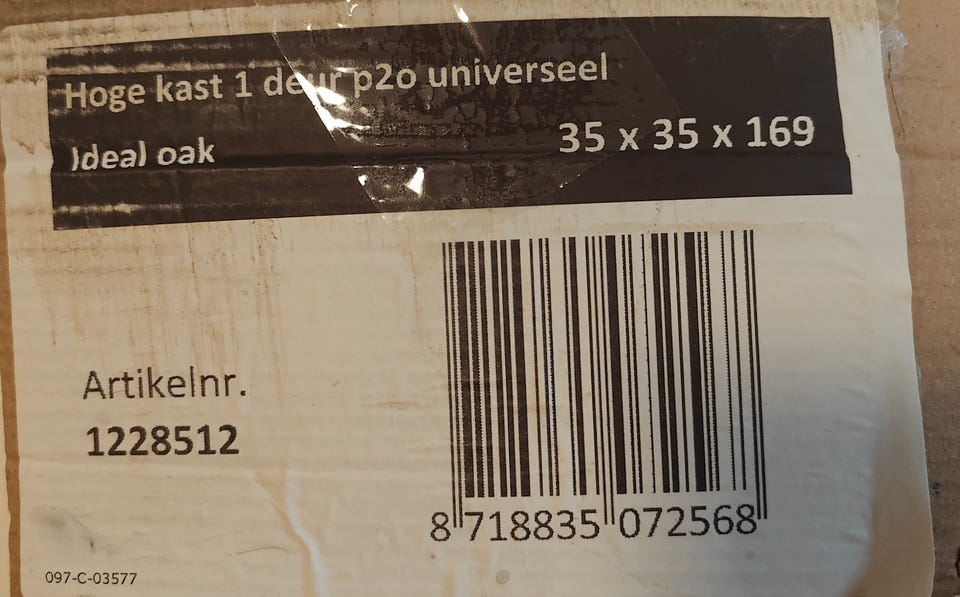 Hoge kast 1 deur p2o universeel
Ideal oak 35 x 35 x 169
Artikelnr.
1228512
8 718835 072568
097-C-03577